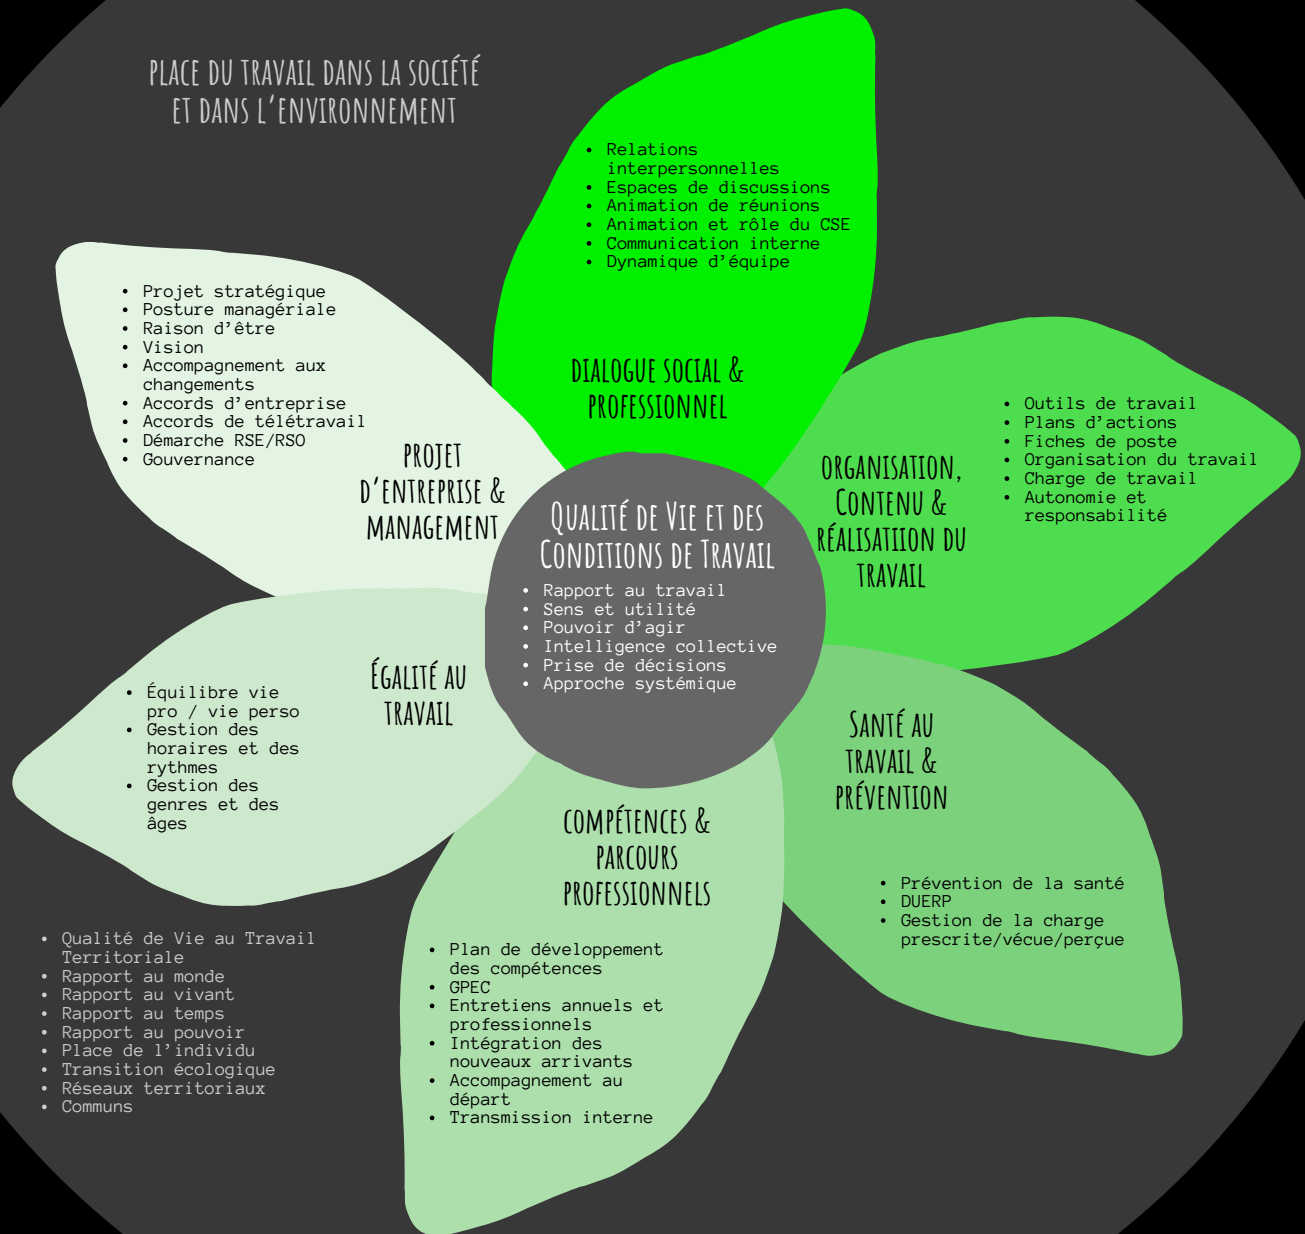 PLACE DU TRAVAIL DANS LA SOCIÉTÉ
ET DANS L'ENVIRONNEMENT
• Relations
interpersonnelles
• Espaces de discussions
• Animation de réunions
• Animation et rôle du CSE
• Communication interne
• Dynamique d'équipe
DIALOGUE SOCIAL &
PROFESSIONNEL
• Projet stratégique
• Posture managériale
• Raison d'être
• Vision
• Accompagnement aux
changements
• Accords d'entreprise
• Accords de télétravail
• Démarche RSE/RSO
• Gouvernance
PROJET
D'ENTREPRISE &
MANAGEMENT
• Outils de travail
• Plans d'actions
• Fiches de poste
• Organisation du travail
• Charge de travail
• Autonomie et
responsabilité
ORGANISATION,
CONTENU &
RÉALISATIION DU
TRAVAIL
QUALITÉ DE VIE ET DES
CONDITIONS DE TRAVAIL
• Rapport au travail
• Sens et utilité
• Pouvoir d'agir
• Intelligence collective
• Prise de décisions
• Approche systémique
ÉGALITÉ AU
TRAVAIL
• Équilibre vie
pro / vie perso
• Gestion des
horaires et des
rythmes
• Gestion des
genres et des
âges
SANTÉ AU
TRAVAIL &
PRÉVENTION
• Prévention de la santé
• DUERP
• Gestion de la charge
prescrite/vécue/perçue
COMPÉTENCES &
PARCOURS
PROFESSIONNELS
• Plan de développement
des compétences
• GPEC
• Entretiens annuels et
professionnels
• Intégration des
nouveaux arrivants
• Accompagnement au
départ
• Transmission interne
• Qualité de Vie au Travail
Territoriale
• Rapport au monde
• Rapport au vivant
• Rapport au temps
• Rapport au pouvoir
• Place de l'individu
• Transition écologique
• Réseaux territoriaux
• Communs